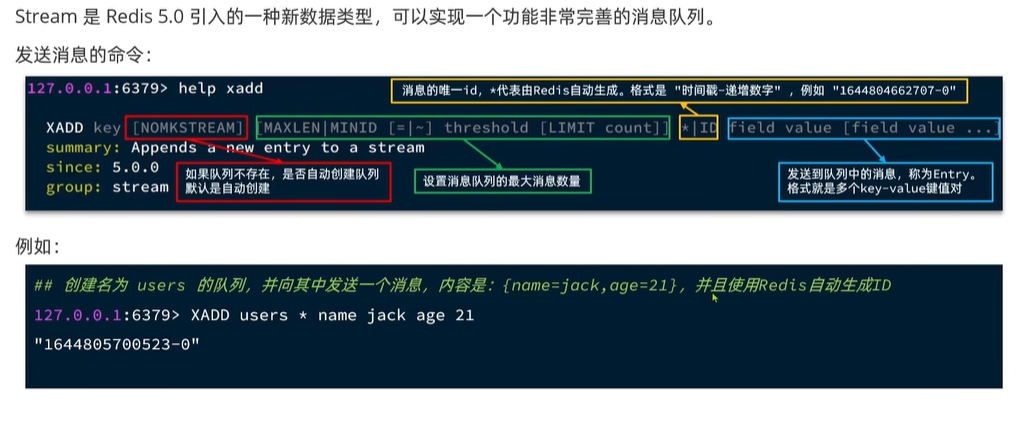 Stream 是 Redis 5.0 引入的一种新数据类型，可以实现一个功能非常完善的消息队列。
发送消息的命令：
127.0.0.1:6379> help xadd
消息的唯一id，*代表由Redis自动生成。格式是 "时间戳-递增数字" ，例如 "1644804662707-0"
XADD key [NOMKSTREAM] [MAXLEN|MINID [=|~] threshold [LIMIT count]] *|ID field value [field value ...]
summary: Appends a new entry to a stream
since: 5.0.0
group: stream
如果队列不存在，是否自动创建队列
默认是自动创建
设置消息队列的最大消息数量
发送到队列中的消息，称为Entry。
格式就是多个key-value键值对
例如：
## 创建名为 users 的队列，并向其中发送一个消息，内容是：{name=jack,age=21}，并且使用Redis自动生成ID
127.0.0.1:6379> XADD users * name jack age 21
"1644805700523-0"